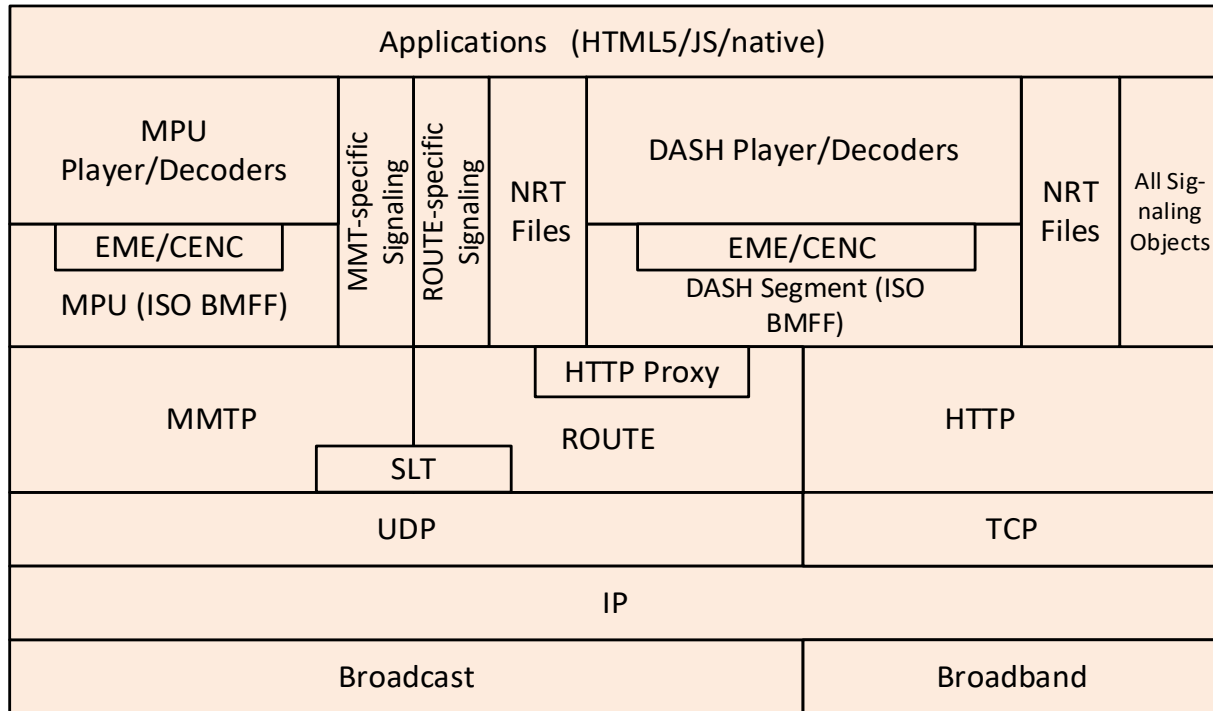 Applications (HTML5/JS/native)
MPU
Player/Decoders
EME/CENC
MPU (ISO BMFF)
MMT-specific
Signaling
ROUTE-specific
Signaling
NRT
Files
DASH Player/Decoders
EME/CENC
DASH Segment (ISO
BMFF)
NRT
Files
All Sig-
naling
Objects
MMTP
SLT
HTTP Proxy
ROUTE
HTTP
UDP
TCP
IP
Broadcast
Broadband